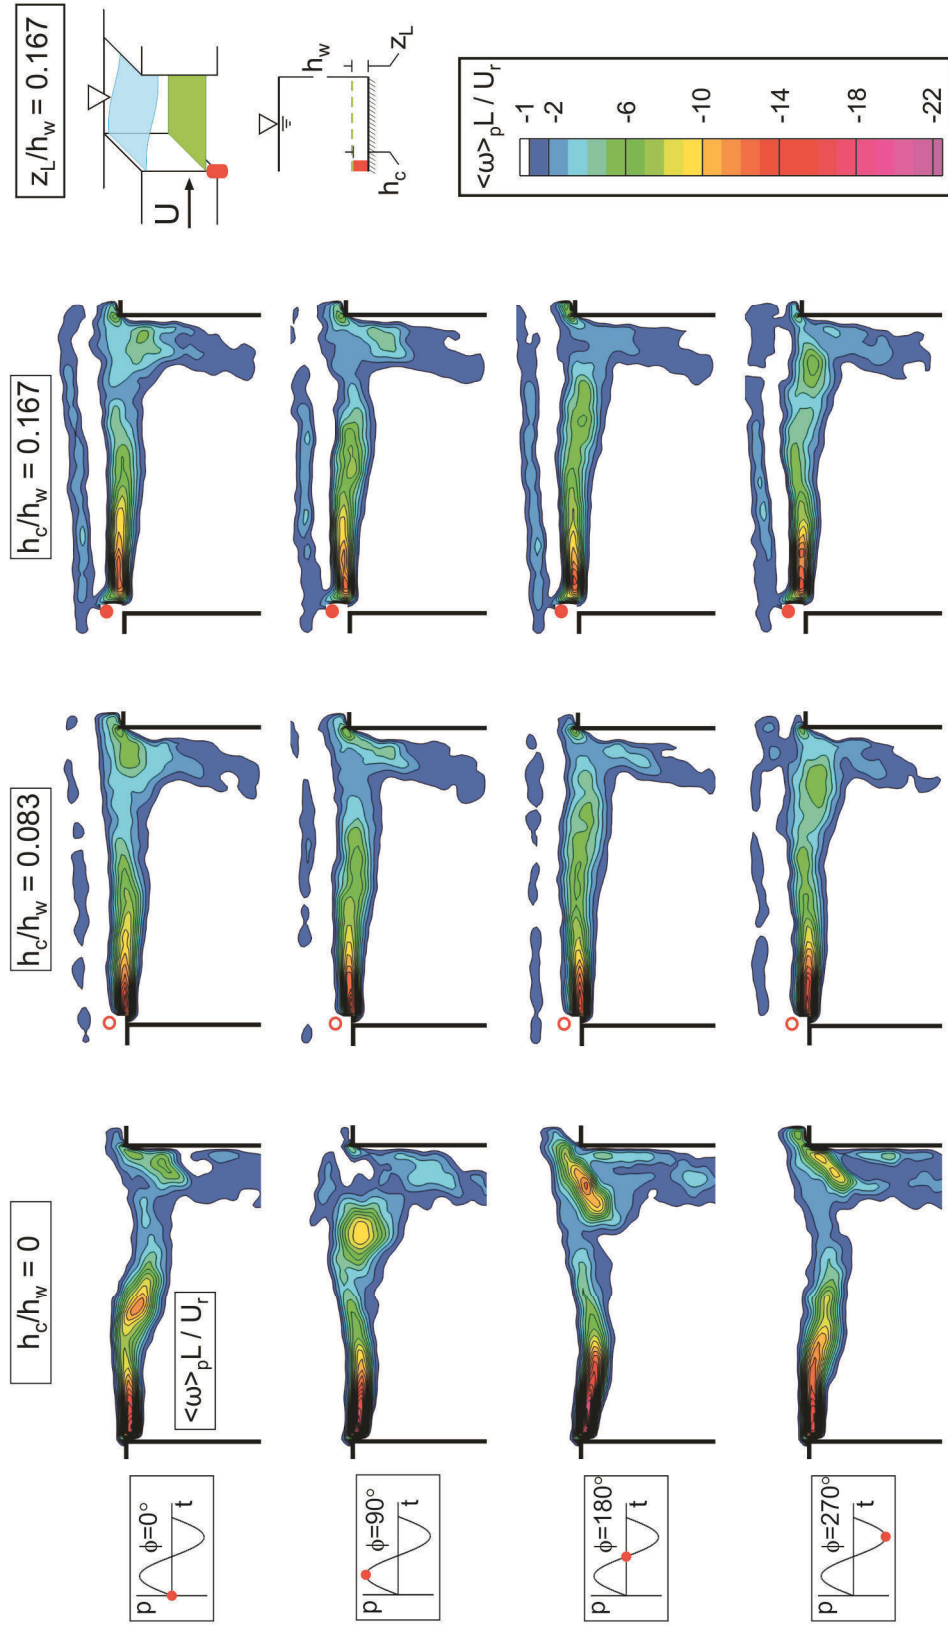 h_c/h_w = 0
h_c/h_w = 0.083
h_c/h_w = 0.167
z_L/h_w = 0.167
p
ϕ=0°
t
<ω>_pL / U_r
U
p
ϕ=90°
t
h_w
h_c
z_L
p
ϕ=180°
t
<ω>_pL / U_r
-1
-2
-6
-10
-14
-18
-22
p
ϕ=270°
t